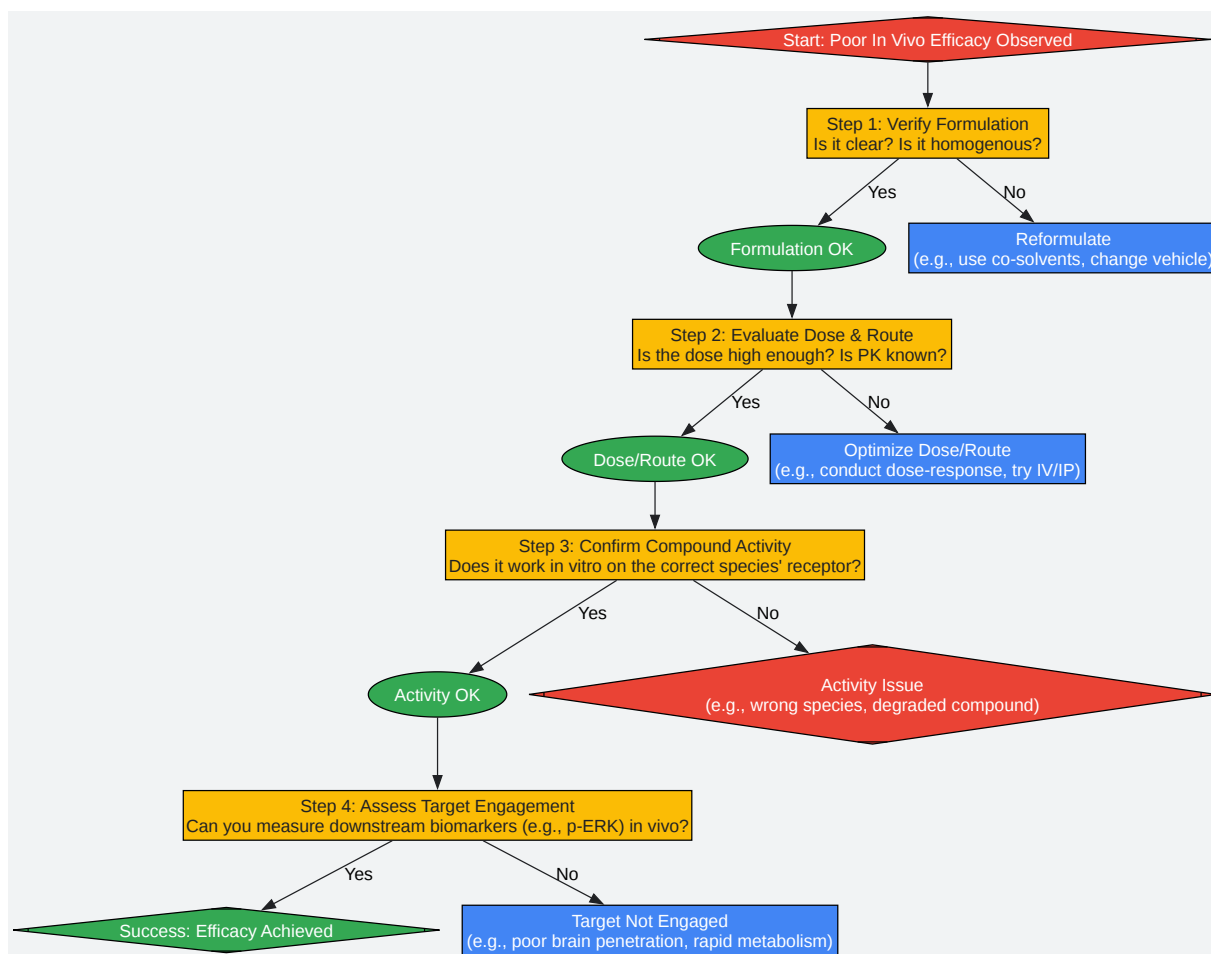 Start: Poor In Vivo Efficacy Observed
Step 1: Verify Formulation
Is it clear? Is it homogenous?
Yes
No
Formulation OK
Reformulate
(e.g., use co-solvents, change vehicle)
Step 2: Evaluate Dose & Route
Is the dose high enough? Is PK known?
Yes
No
Dose/Route OK
Optimize Dose/Route
(e.g., conduct dose-response, try IV/IP)
Step 3: Confirm Compound Activity
Does it work in vitro on the correct species' receptor?
Yes
No
Activity OK
Activity Issue
(e.g., wrong species, degraded compound)
Step 4: Assess Target Engagement
Can you measure downstream biomarkers (e.g., p-ERK) in vivo?
Yes
No
Success: Efficacy Achieved
Target Not Engaged
(e.g., poor brain penetration, rapid metabolism)